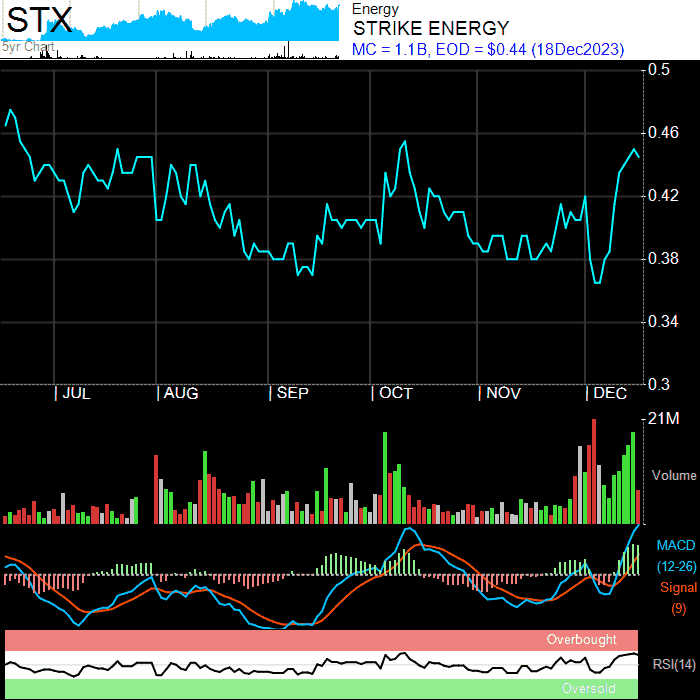 STX
5yr Chart
Energy
STRIKE ENERGY
MC = 1.1B, EOD = $0.44 (18Dec2023)
0.5
0.46
0.42
0.38
0.34
0.3
JUL
AUG
SEP
OCT
NOV
DEC
21M
Volume
MACD
(12-26)
Signal
(9)
Overbought
RSI(14)
Oversold